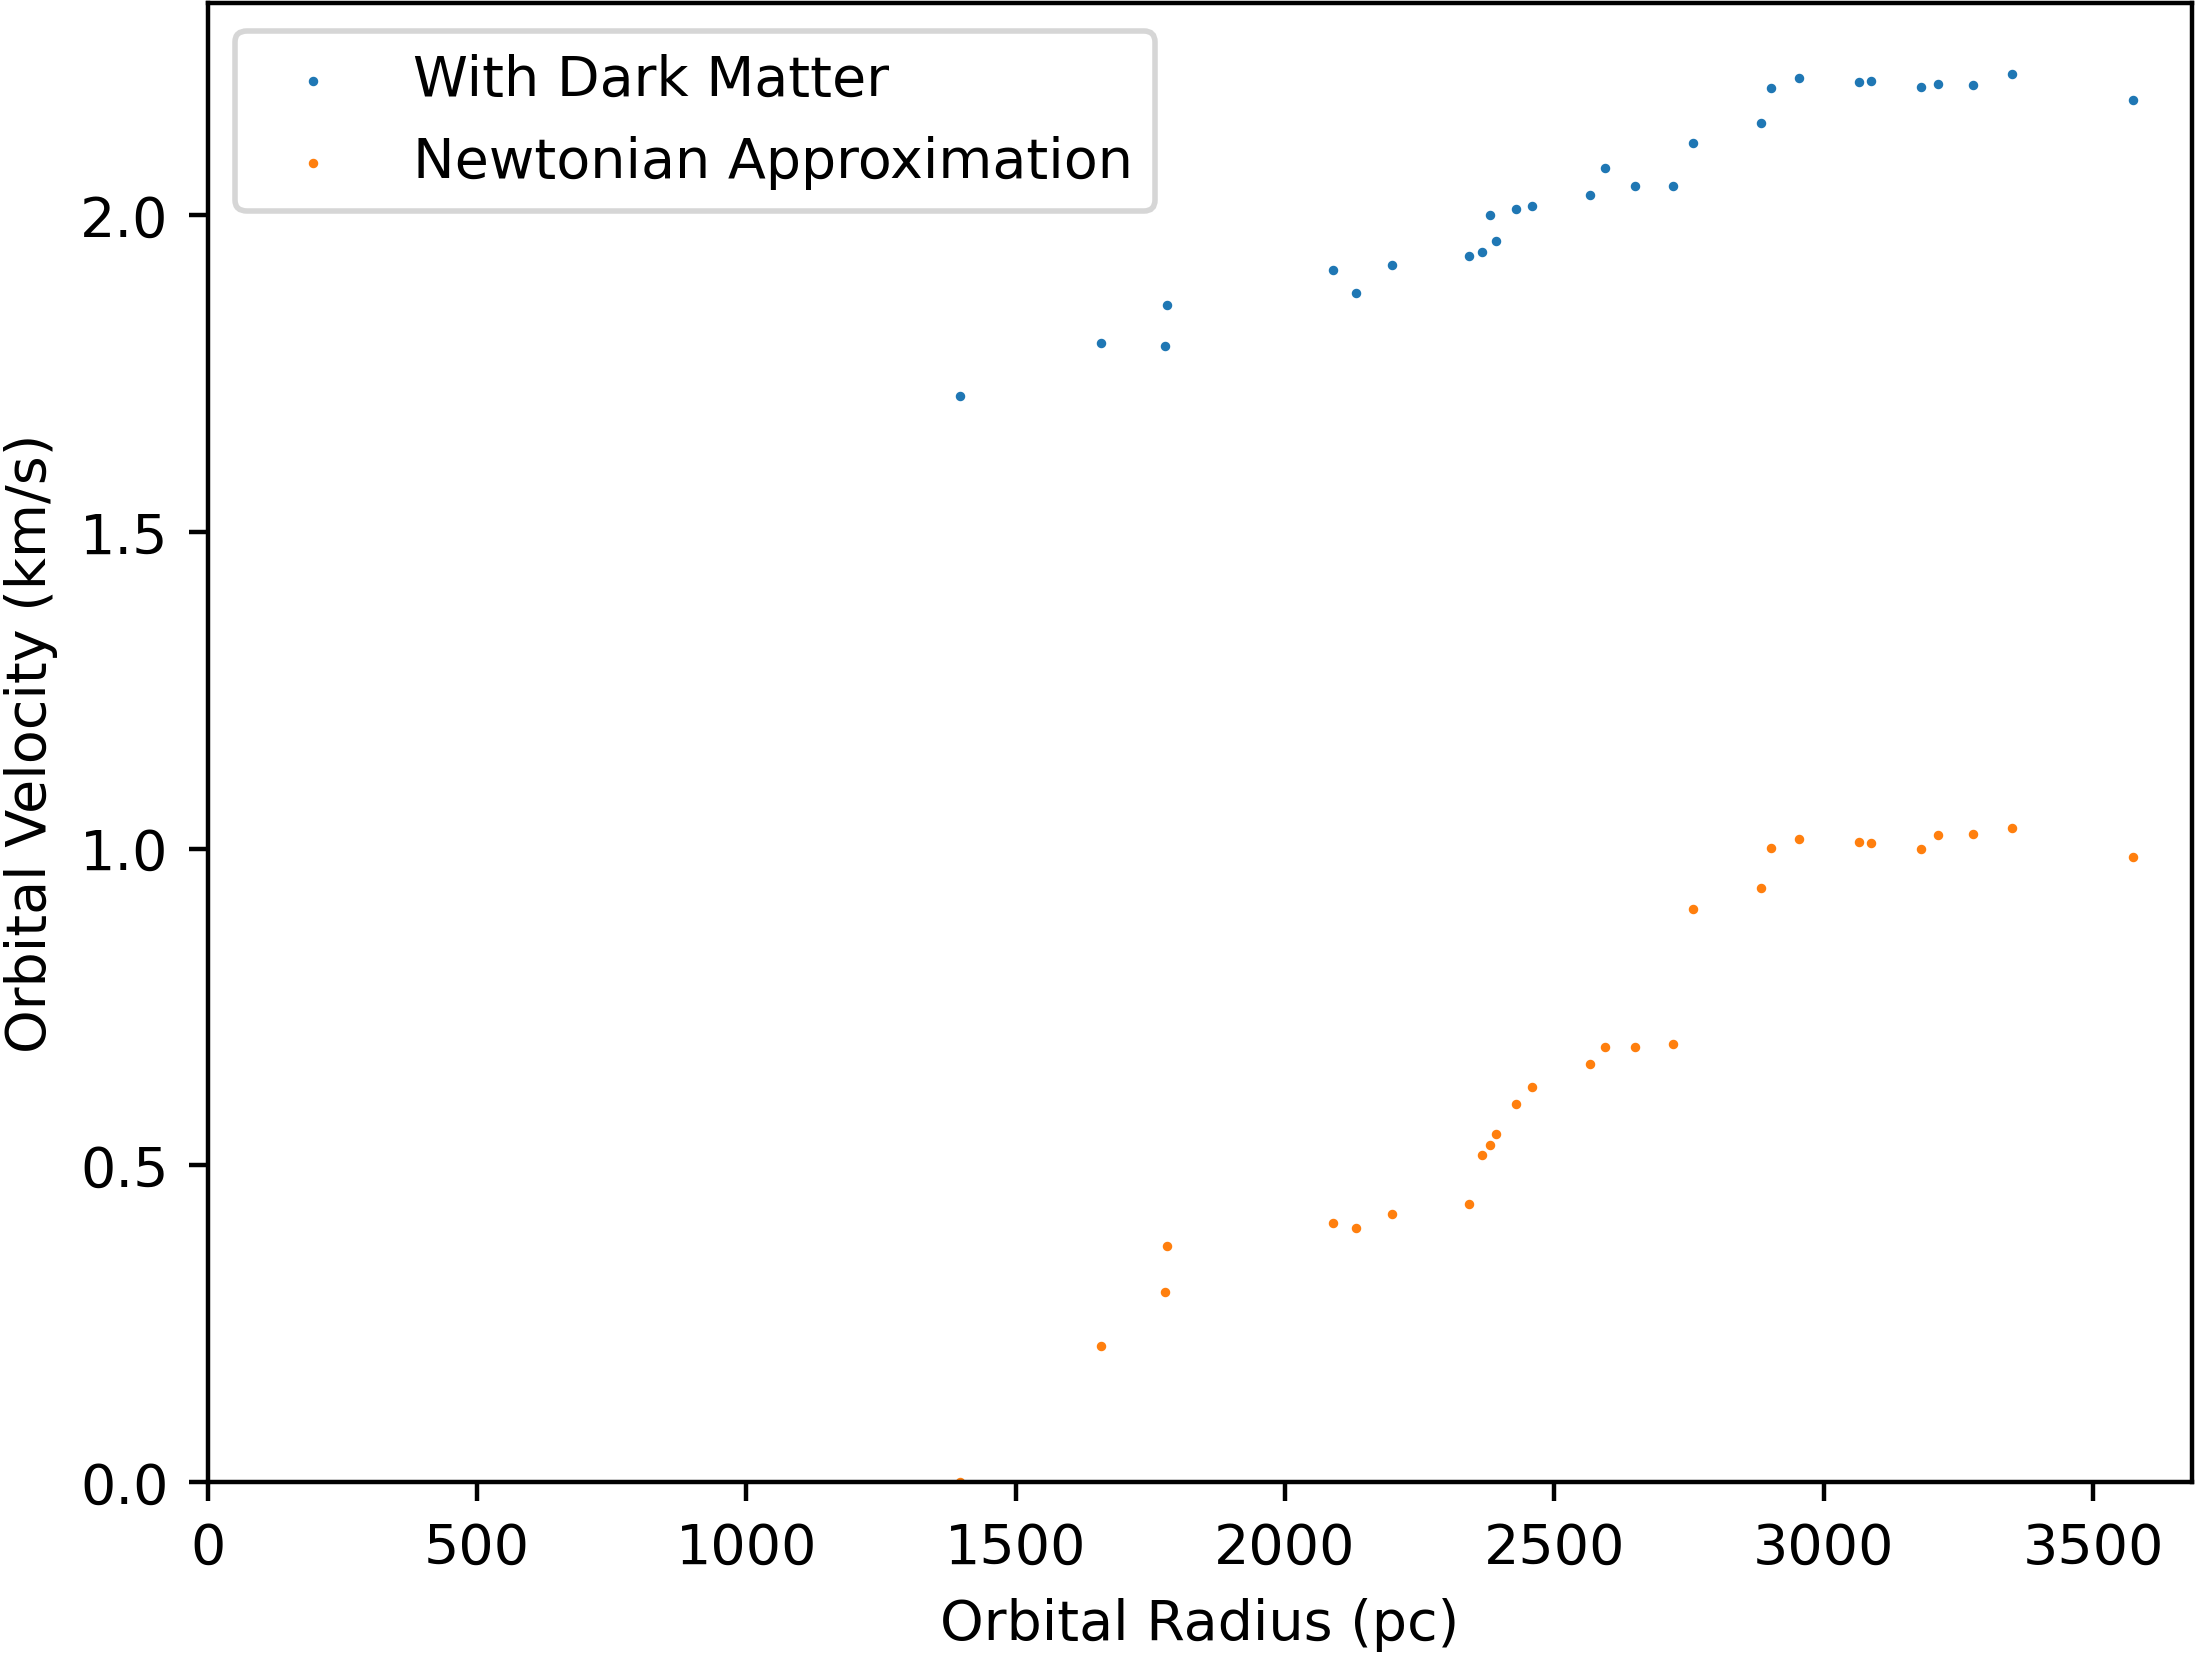 With Dark Matter
Newtonian Approximation
2.0
1.5
1.0
0.5
0.0
Orbital Velocity (km/s)
0 500 1000 1500 2000 2500 3000 3500
Orbital Radius (pc)